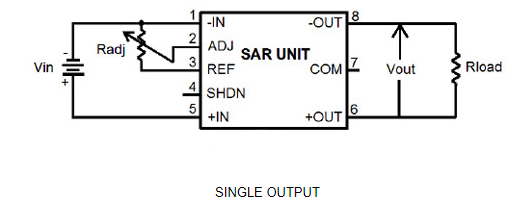 1 -IN -OUT 8
Radj 2 ADJ
SAR UNIT
Vin - 3 REF COM 7 Vout Rload
+ 4 SHDN
5 +IN +OUT 6
SINGLE OUTPUT